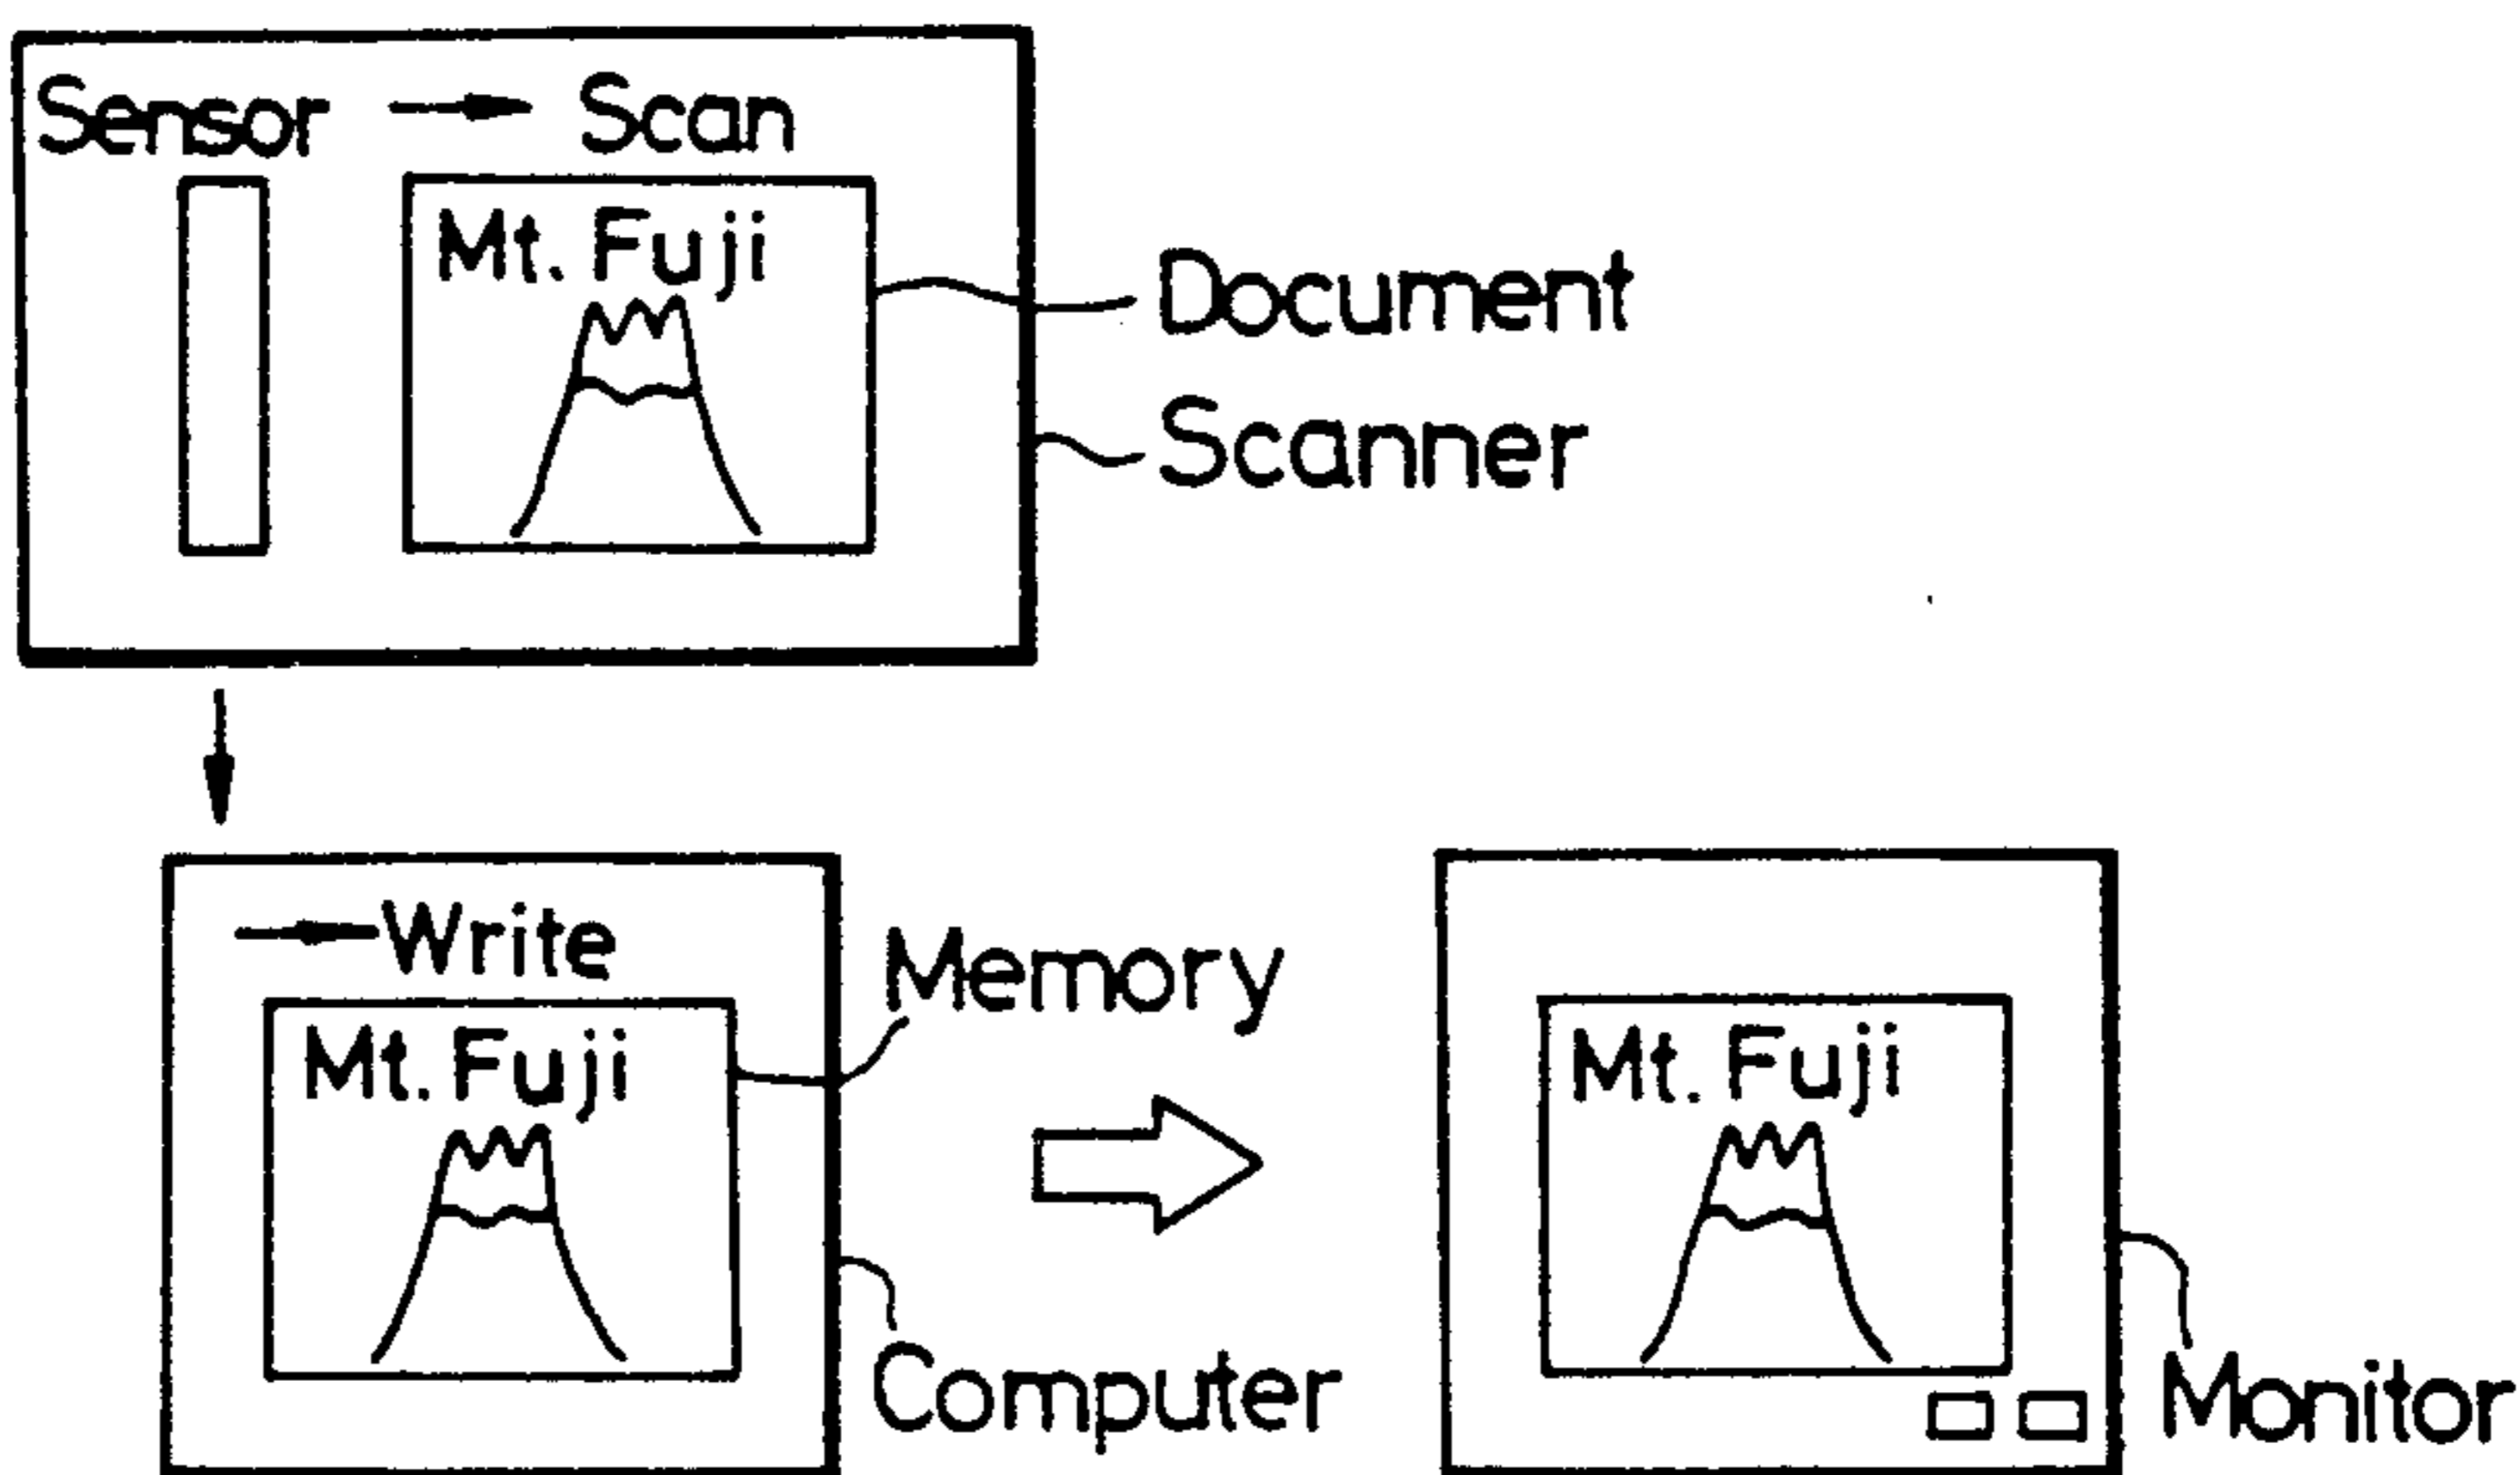 Sensor → Scan
Mt. Fuji
Document
Scanner
Write
Memory
Mt. Fuji
Mt. Fuji
Computer
Monitor